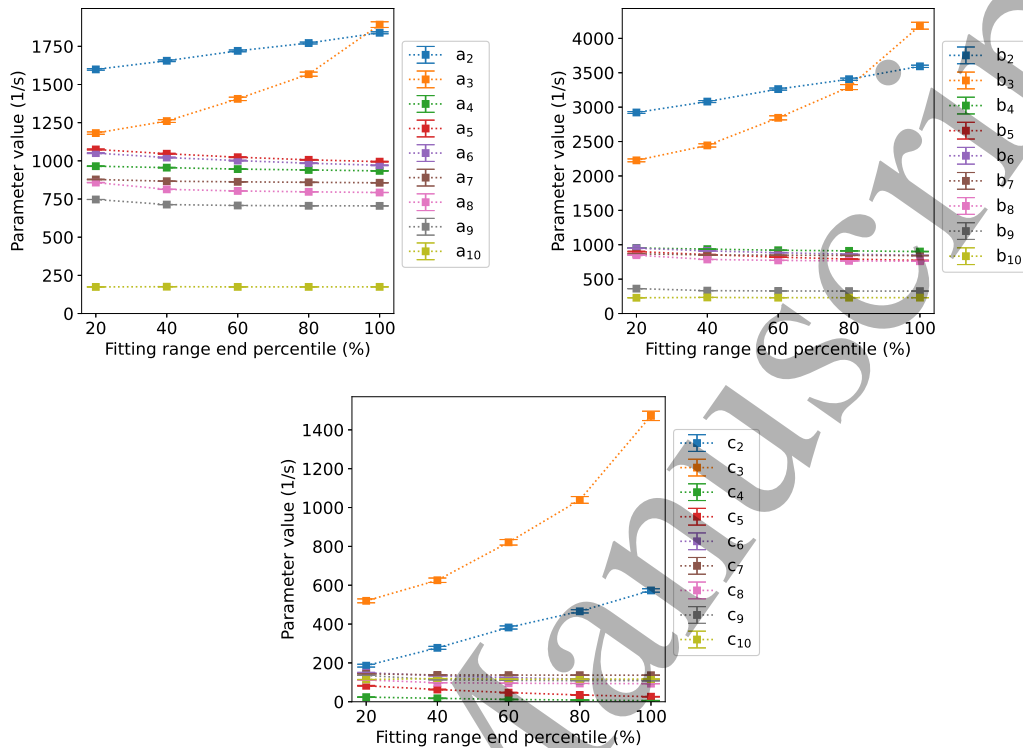 1750
1500
1250
1000
750
500
250
0
Parameter value (1/s)
20 40 60 80 100
Fitting range end percentile (%)
a2
a3
a4
a5
a6
a7
a8
a9
a10
4000
3500
3000
2500
2000
1500
1000
500
0
Parameter value (1/s)
20 40 60 80 100
Fitting range end percentile (%)
b2
b3
b4
b5
b6
b7
b8
b9
b10
1400
1200
1000
800
600
400
200
0
Parameter value (1/s)
20 40 60 80 100
Fitting range end percentile (%)
c2
c3
c4
c5
c6
c7
c8
c9
c10